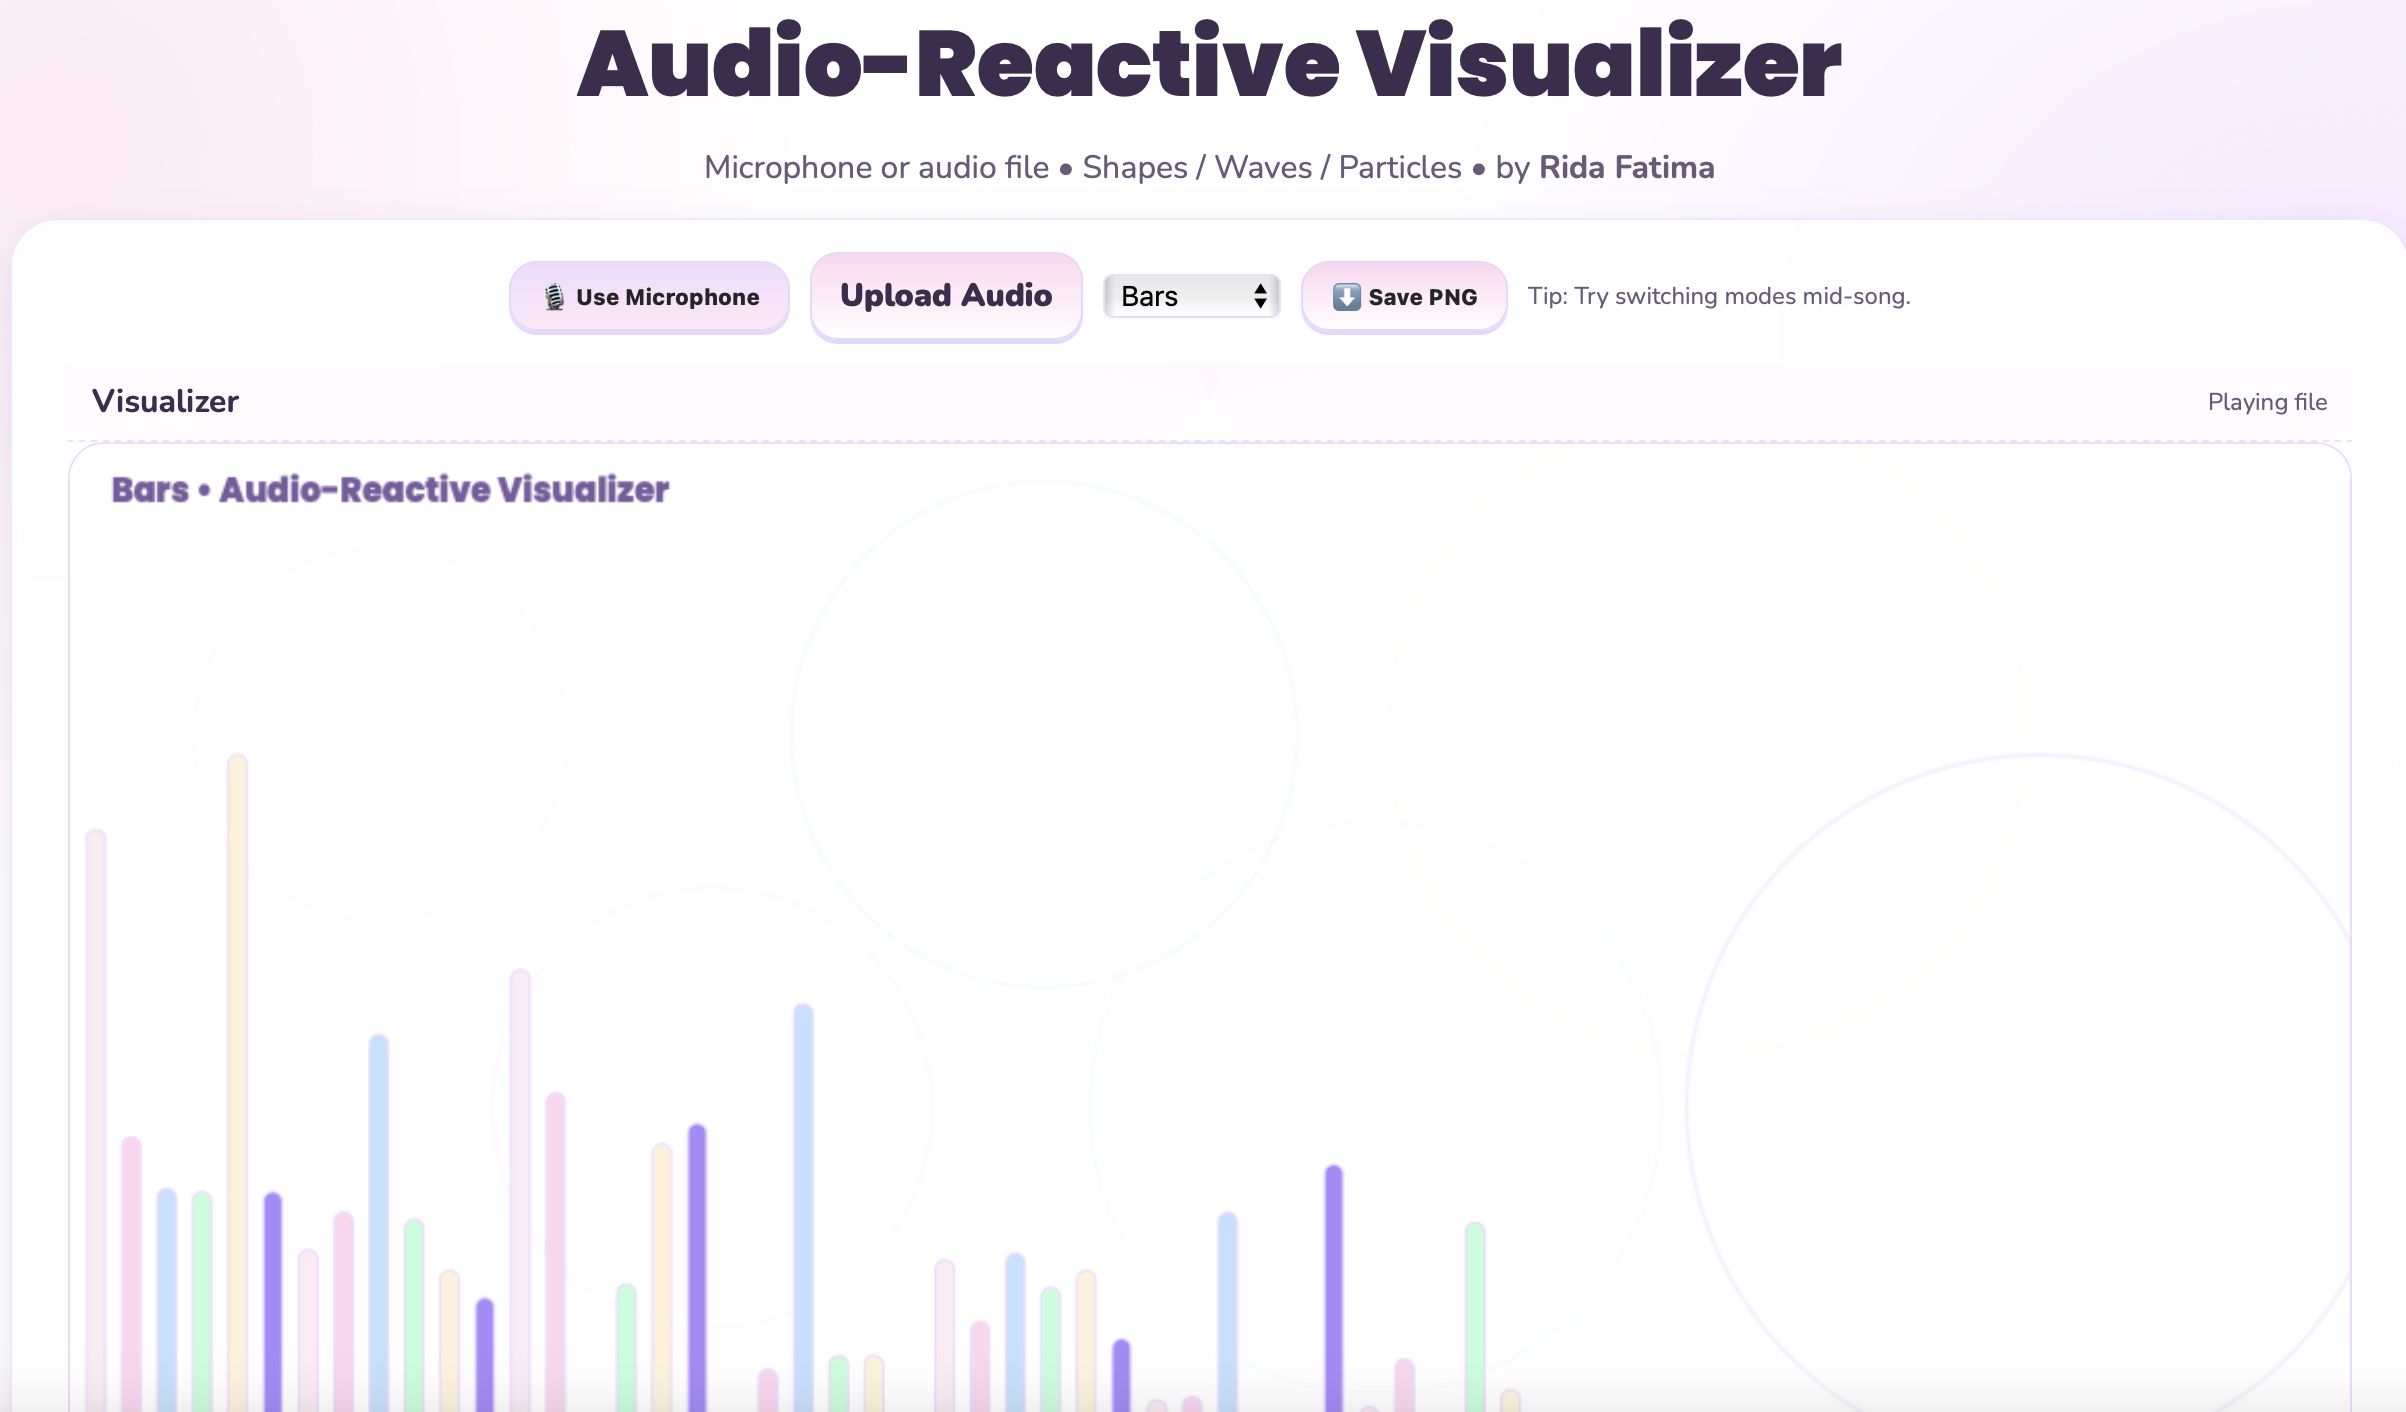 Audio-Reactive Visualizer
Microphone or audio file • Shapes / Waves / Particles • by Rida Fatima
🎙️ Use Microphone
Upload Audio
Bars
⬇️ Save PNG
Tip: Try switching modes mid-song.
Visualizer
Playing file
Bars • Audio-Reactive Visualizer